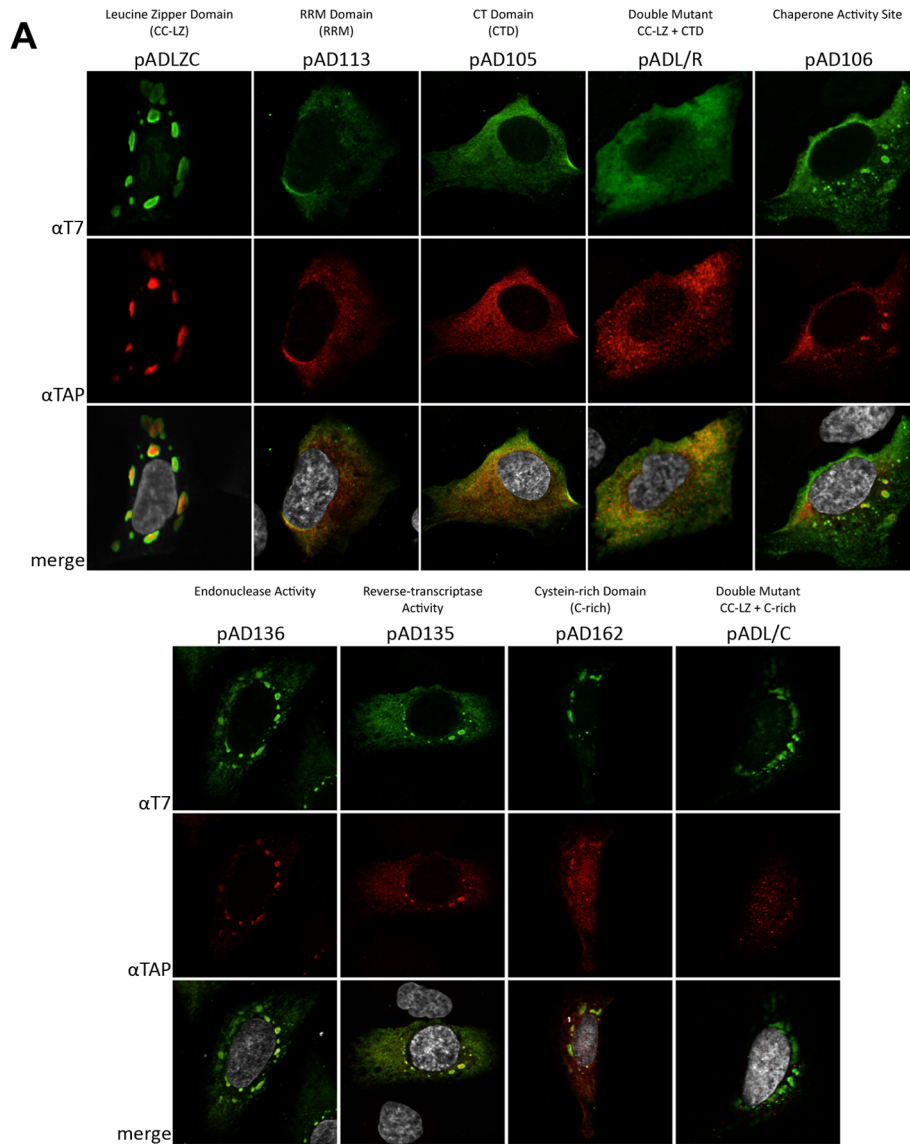 A
Leucine Zipper Domain
(CC-LZ)
RRM Domain
(RRM)
CT Domain
(CTD)
Double Mutant
CC-LZ + CTD
Chaperone Activity Site
pADLZC
pAD113
pAD105
pADL/R
pAD106
αT7
αTAP
merge
Endonuclease Activity
Reverse-transcriptase
Activity
Cystein-rich Domain
(C-rich)
Double Mutant
CC-LZ + C-rich
pAD136
pAD135
pAD162
pADL/C
αT7
αTAP
merge